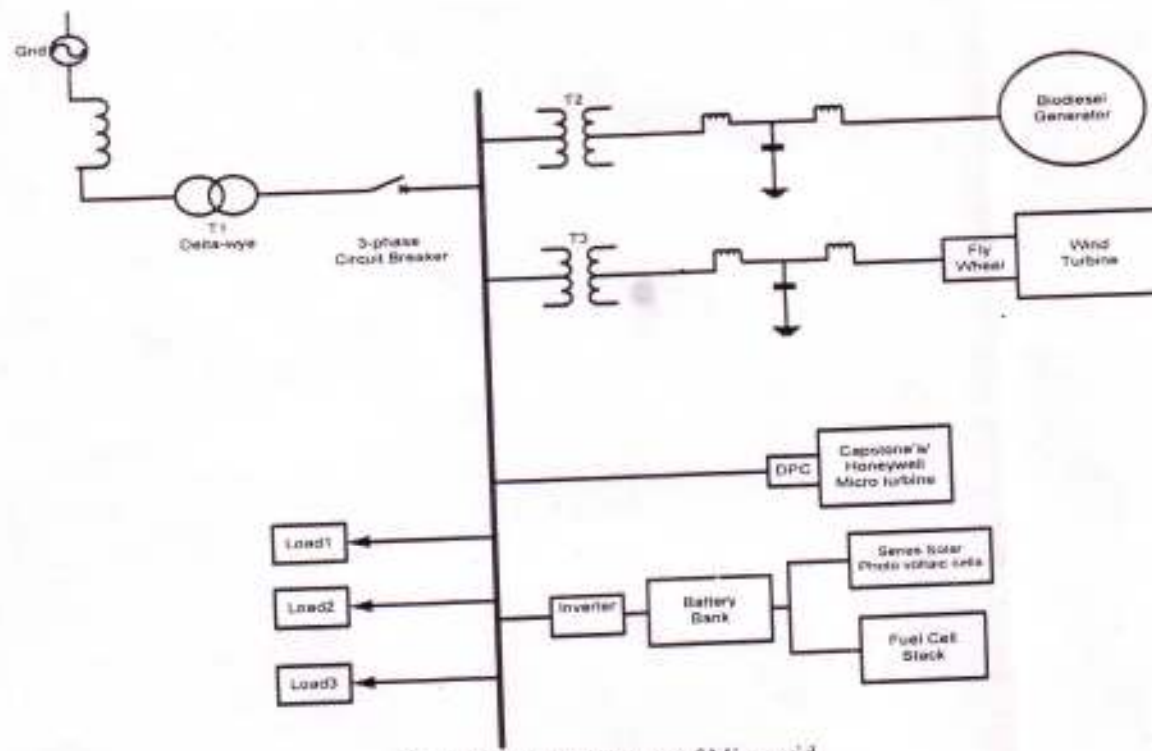 Grid
T1
Delta-wye
3-phase
Circuit Breaker
T2
Biodiesel
Generator
T3
Fly
Wheel
Wind
Turbine
DPC
Capstone's/
Honeywell
Micro turbine
Load1
Load2
Load3
Inverter
Battery
Bank
Series Solar
Photo voltaic cells
Fuel Cell
Stack